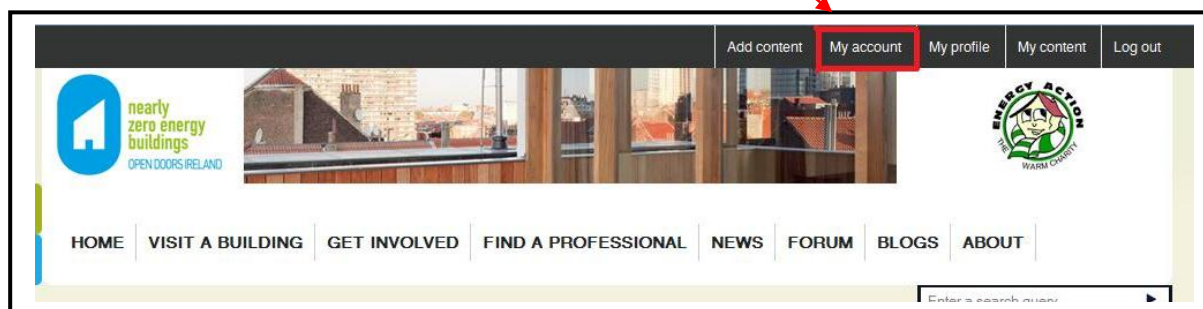 Add content My account My profile My content Log out
nearly
zero energy
buildings
OPEN DOORS IRELAND
ENERGY ACTION
THE WARM CHARITY
HOME VISIT A BUILDING GET INVOLVED FIND A PROFESSIONAL NEWS FORUM BLOGS ABOUT
Enter a search query